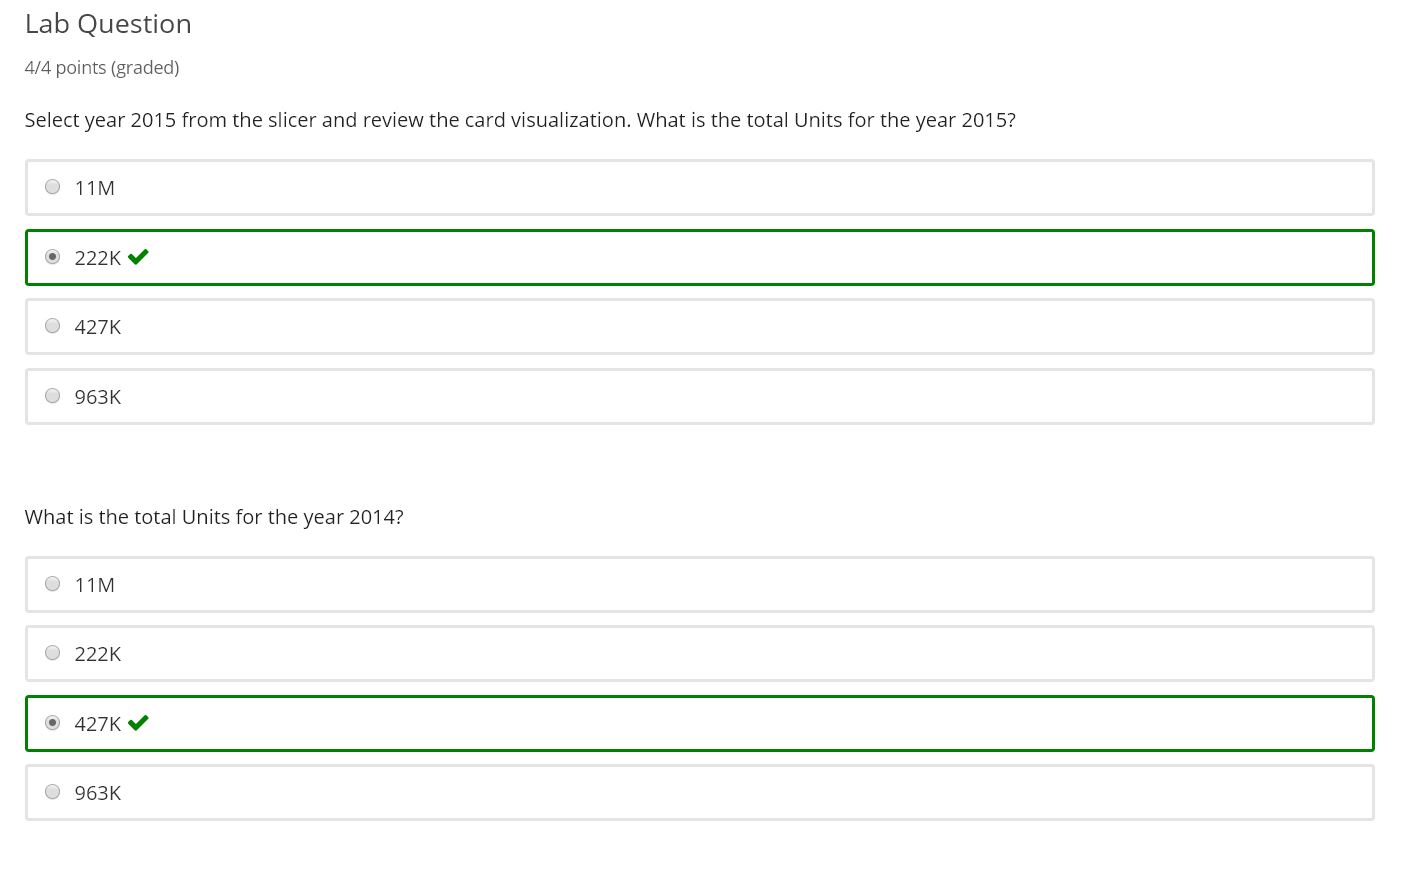 Lab Question
4/4 points (graded)
Select year 2015 from the slicer and review the card visualization. What is the total Units for the year 2015?
11M
222K
427K
963K
What is the total Units for the year 2014?
11M
222K
427K
963K